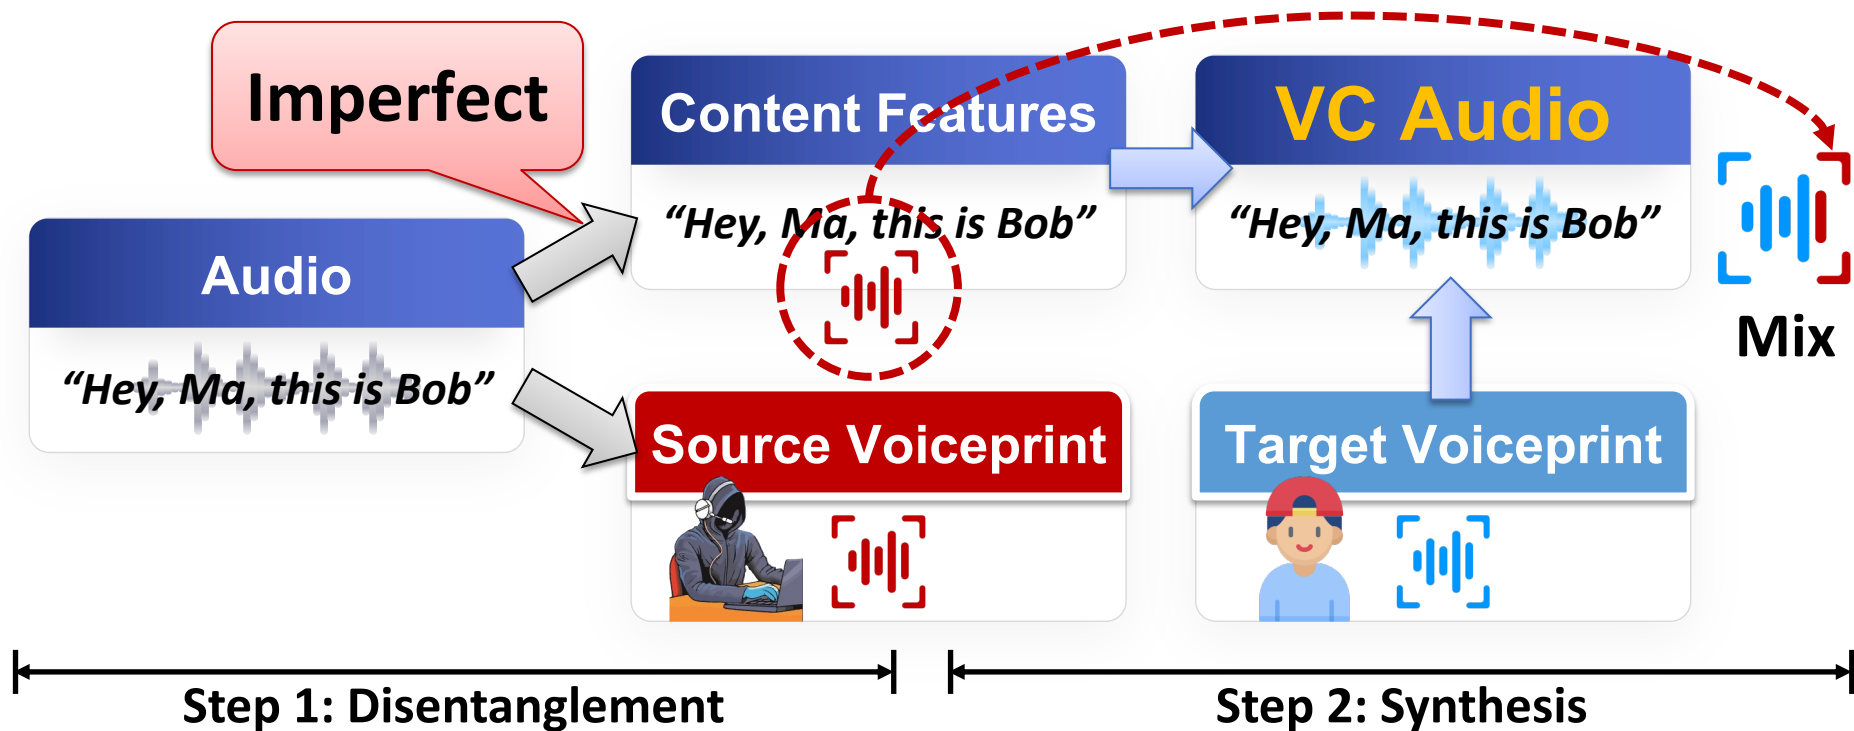 Imperfect
Content Features
VC Audio
“Hey, Ma, this is Bob”
“Hey, Ma, this is Bob”
Audio
“Hey, Ma, this is Bob”
Mix
Source Voiceprint
Target Voiceprint
Step 1: Disentanglement
Step 2: Synthesis